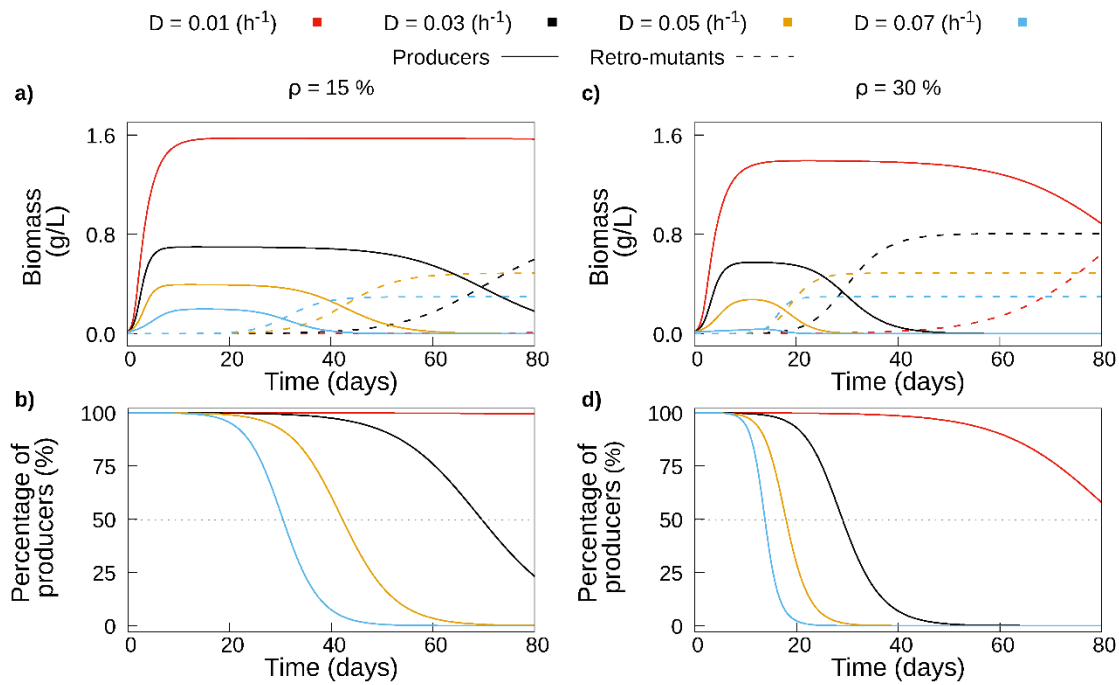 D = 0.01 (h⁻¹) D = 0.03 (h⁻¹) D = 0.05 (h⁻¹) D = 0.07 (h⁻¹)
Producers Retro-mutants
a) ρ = 15 %
1.6
0.8
0.0
Biomass
(g/L)
0 20 40 60 80
Time (days)
b)
100
75
50
25
0
Percentage of
producers (%)
0 20 40 60 80
Time (days)
c) ρ = 30 %
1.6
0.8
0.0
Biomass
(g/L)
0 20 40 60 80
Time (days)
d)
100
75
50
25
0
Percentage of
producers (%)
0 20 40 60 80
Time (days)